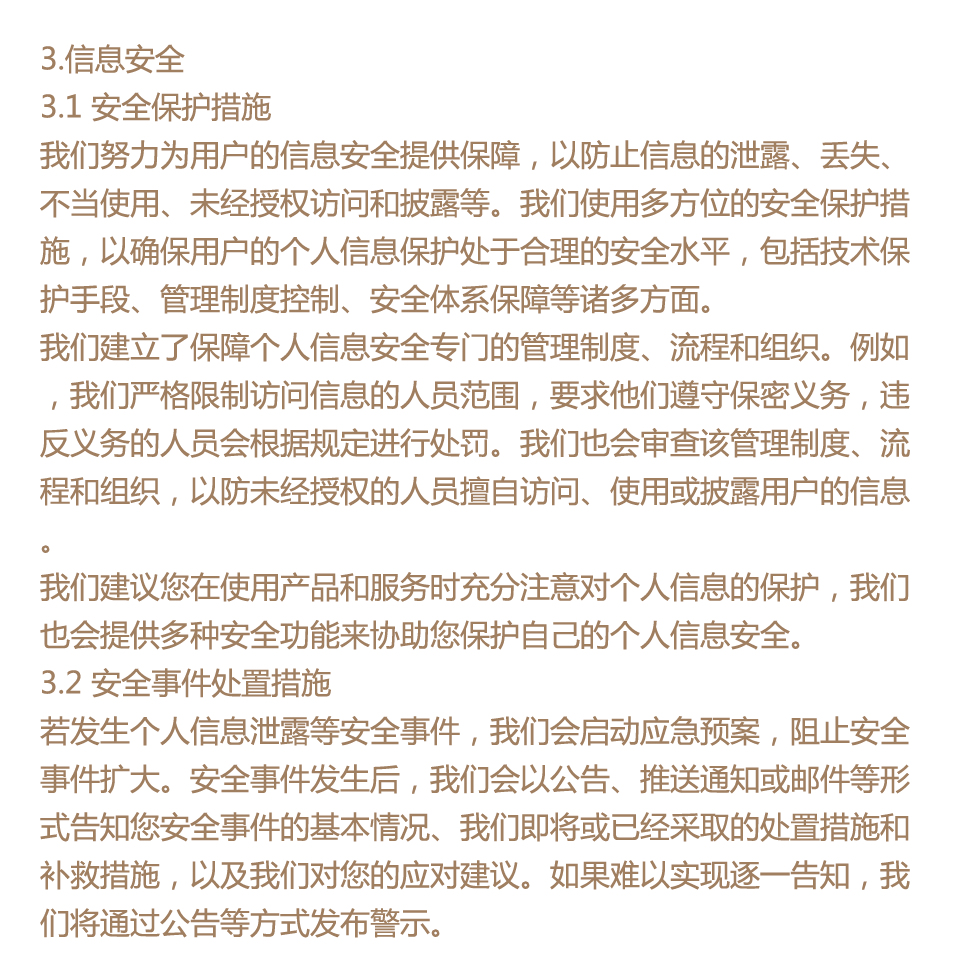 3.信息安全
3.1 安全保护措施
我们努力为用户的信息安全提供保障，以防止信息的泄露、丢失、
不当使用、未经授权访问和披露等。我们使用多方位的安全保护措
施，以确保用户的个人信息保护处于合理的安全水平，包括技术保
护手段、管理制度控制、安全体系保障等诸多方面。
我们建立了保障个人信息安全专门的管理制度、流程和组织。例如
，我们严格限制访问信息的人员范围，要求他们遵守保密义务，违
反义务的人员会根据规定进行处罚。我们也会审查该管理制度、流
程和组织，以防未经授权的人员擅自访问、使用或披露用户的信息
。
我们建议您在使用产品和服务时充分注意对个人信息的保护，我们
也会提供多种安全功能来协助您保护自己的个人信息安全。
3.2 安全事件处置措施
若发生个人信息泄露等安全事件，我们会启动应急预案，阻止安全
事件扩大。安全事件发生后，我们会以公告、推送通知或邮件等形
式告知您安全事件的基本情况、我们即将或已经采取的处置措施和
补救措施，以及我们对您的应对建议。如果难以实现逐一告知，我
们将通过公告等方式发布警示。